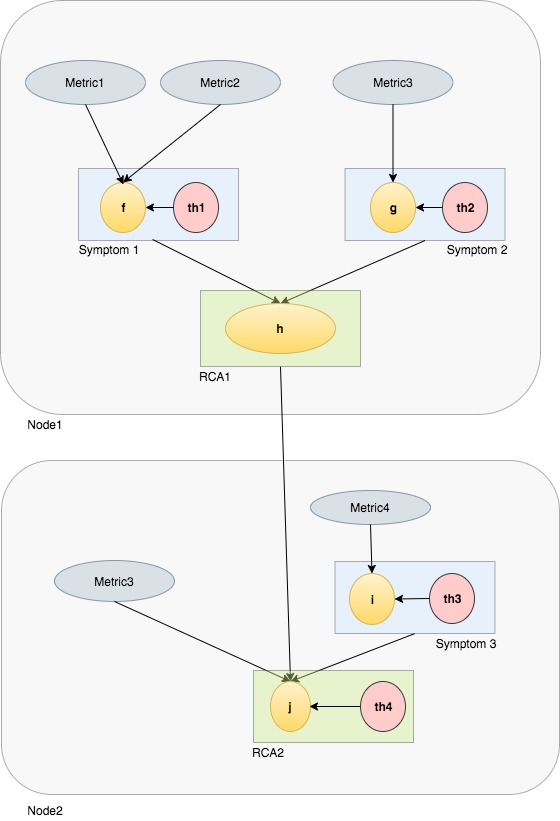 Metric1
Metric2
Metric3
f
th1
g
th2
Symptom 1
Symptom 2
h
RCA1
Node1
Metric4
Metric3
i
th3
Symptom 3
j
th4
RCA2
Node2